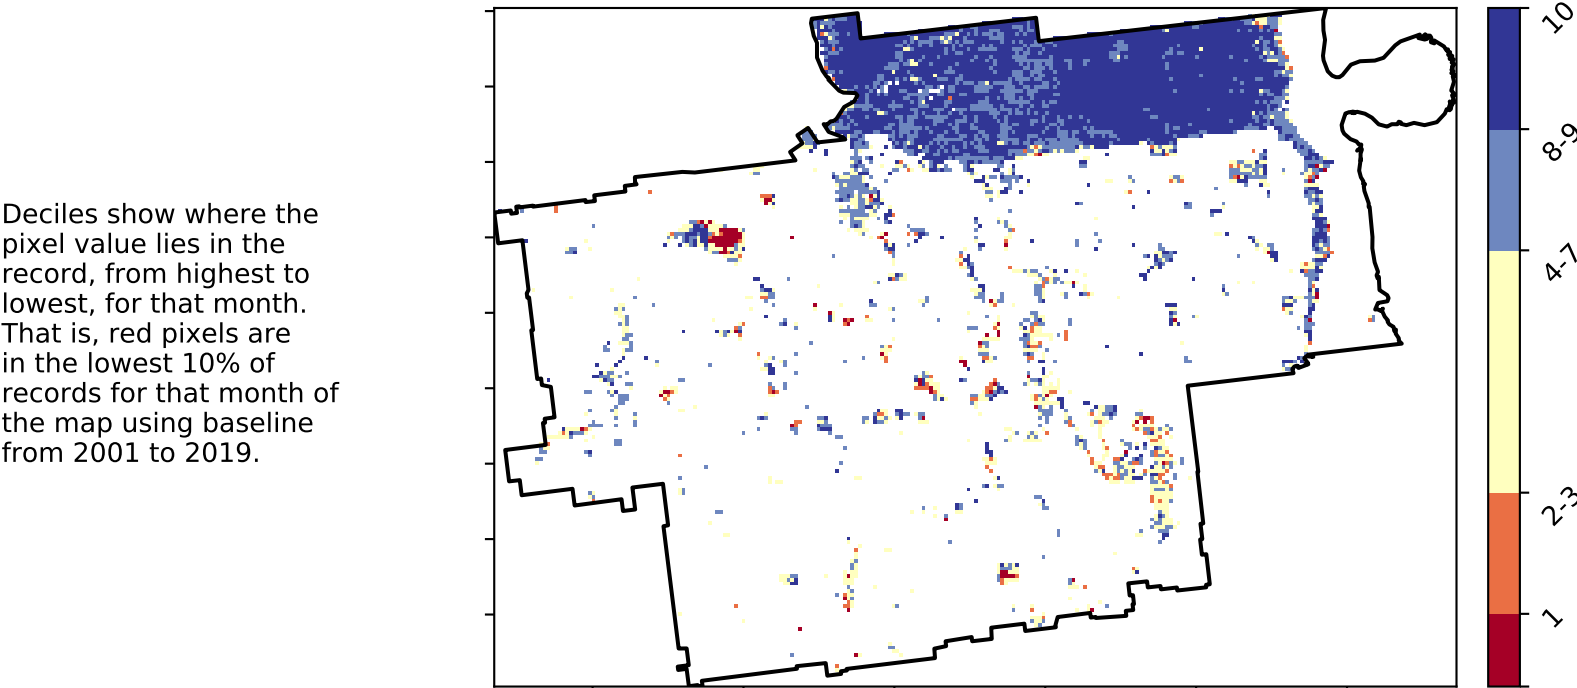 Deciles show where the
pixel value lies in the
record, from highest to
lowest, for that month.
That is, red pixels are
in the lowest 10% of
records for that month of
the map using baseline
from 2001 to 2019.
10
8-9
4-7
2-3
1